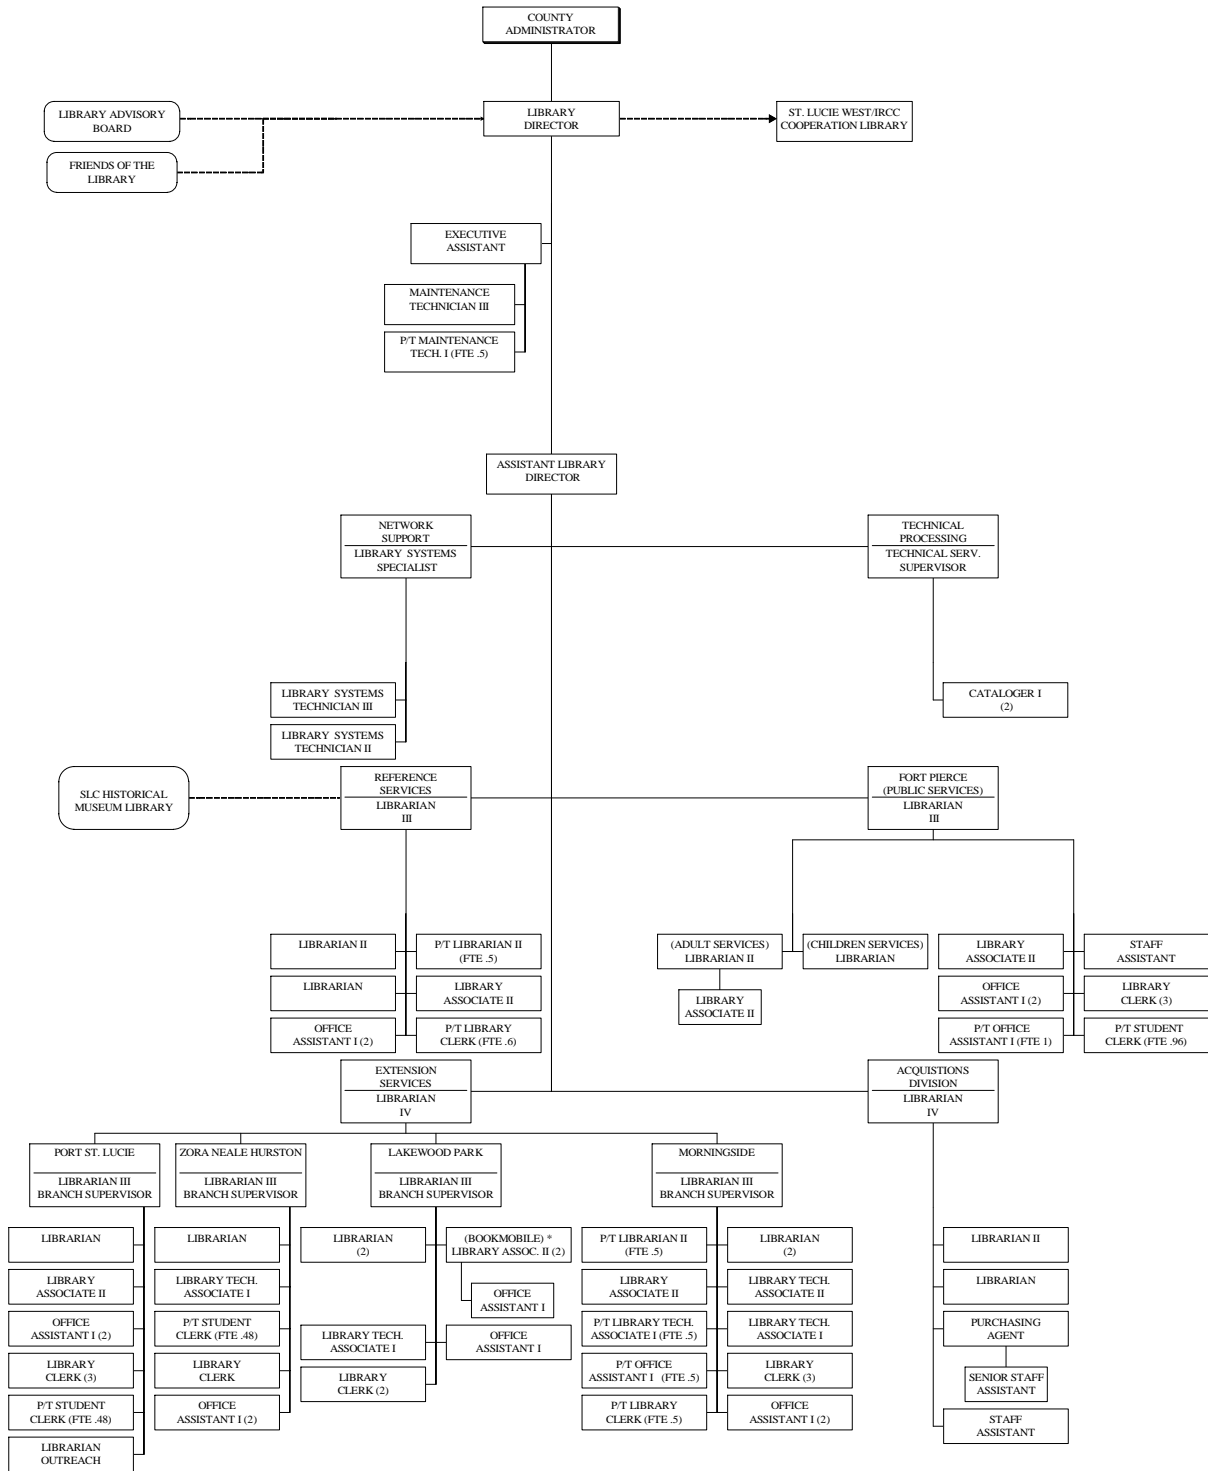 COUNTY
ADMINISTRATOR
LIBRARY ADVISORY
BOARD
LIBRARY
DIRECTOR
ST. LUCIE WEST/IRCC
COOPERATION LIBRARY
FRIENDS OF THE
LIBRARY
EXECUTIVE
ASSISTANT
MAINTENANCE
TECHNICIAN III
P/T MAINTENANCE
TECH. I (FTE .5)
ASSISTANT LIBRARY
DIRECTOR
NETWORK
SUPPORT
LIBRARY SYSTEMS
SPECIALIST
TECHNICAL
PROCESSING
TECHNICAL SERV.
SUPERVISOR
LIBRARY SYSTEMS
TECHNICIAN III
LIBRARY SYSTEMS
TECHNICIAN II
CATALOGER I
(2)
SLC HISTORICAL
MUSEUM LIBRARY
REFERENCE
SERVICES
LIBRARIAN
III
FORT PIERCE
(PUBLIC SERVICES)
LIBRARIAN
III
LIBRARIAN II
P/T LIBRARIAN II
(FTE .5)
LIBRARIAN
LIBRARY
ASSOCIATE II
OFFICE
ASSISTANT I (2)
P/T LIBRARY
CLERK (FTE .6)
(ADULT SERVICES)
LIBRARIAN II
(CHILDREN SERVICES)
LIBRARIAN
LIBRARY
ASSOCIATE II
LIBRARY
ASSOCIATE II
STAFF
ASSISTANT
OFFICE
ASSISTANT I (2)
LIBRARY
CLERK (3)
P/T OFFICE
ASSISTANT I (FTE 1)
P/T STUDENT
CLERK (FTE .96)
EXTENSION
SERVICES
LIBRARIAN
IV
ACQUISTIONS
DIVISION
LIBRARIAN
IV
PORT ST. LUCIE
LIBRARIAN III
BRANCH SUPERVISOR
ZORA NEALE HURSTON
LIBRARIAN III
BRANCH SUPERVISOR
LAKEWOOD PARK
LIBRARIAN III
BRANCH SUPERVISOR
MORNINGSIDE
LIBRARIAN III
BRANCH SUPERVISOR
LIBRARIAN
LIBRARY
ASSOCIATE II
OFFICE
ASSISTANT I (2)
LIBRARY
CLERK (3)
P/T STUDENT
CLERK (FTE .48)
LIBRARIAN
OUTREACH
LIBRARIAN
LIBRARY TECH.
ASSOCIATE I
P/T STUDENT
CLERK (FTE .48)
LIBRARY
CLERK
OFFICE
ASSISTANT I (2)
LIBRARIAN
(2)
(BOOKMOBILE) *
LIBRARY ASSOC. II (2)
OFFICE
ASSISTANT I
LIBRARY TECH.
ASSOCIATE I
OFFICE
ASSISTANT I
LIBRARY
CLERK (2)
P/T LIBRARIAN II
(FTE .5)
LIBRARIAN
(2)
LIBRARY
ASSOCIATE II
LIBRARY TECH.
ASSOCIATE II
P/T LIBRARY TECH.
ASSOCIATE I (FTE .5)
LIBRARY TECH.
ASSOCIATE I
P/T OFFICE
ASSISTANT I (FTE .5)
LIBRARY
CLERK (3)
P/T LIBRARY
CLERK (FTE .5)
OFFICE
ASSISTANT I (2)
LIBRARIAN II
LIBRARIAN
PURCHASING
AGENT
SENIOR STAFF
ASSISTANT
STAFF
ASSISTANT